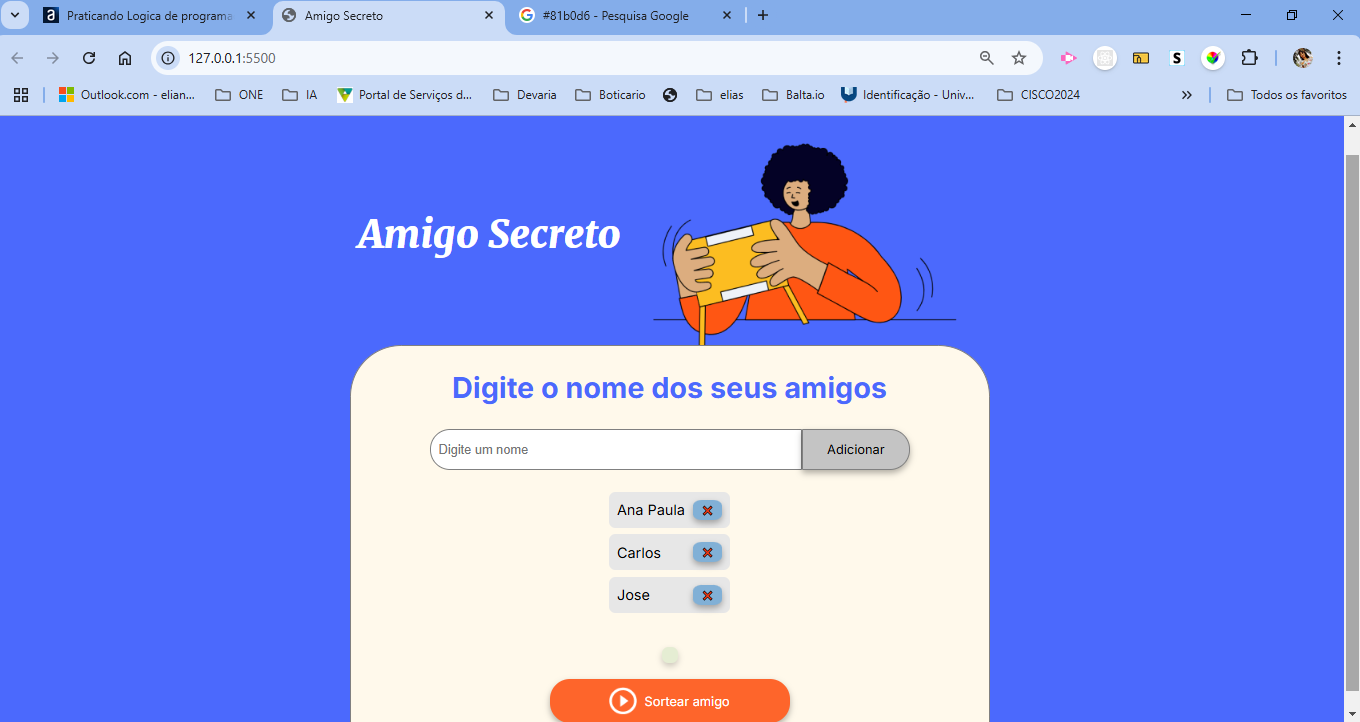 Praticando Logica de programa
Amigo Secreto
#81b0d6 - Pesquisa Google
127.0.0.1:5500
Outlook.com - elian...
ONE
IA
Portal de Serviços d...
Devaria
Boticario
elias
Balta.io
Identificação - Univ...
CISCO2024
Todos os favoritos
Amigo Secreto
Digite o nome dos seus amigos
Digite um nome
Adicionar
Ana Paula
Carlos
Jose
Sortear amigo